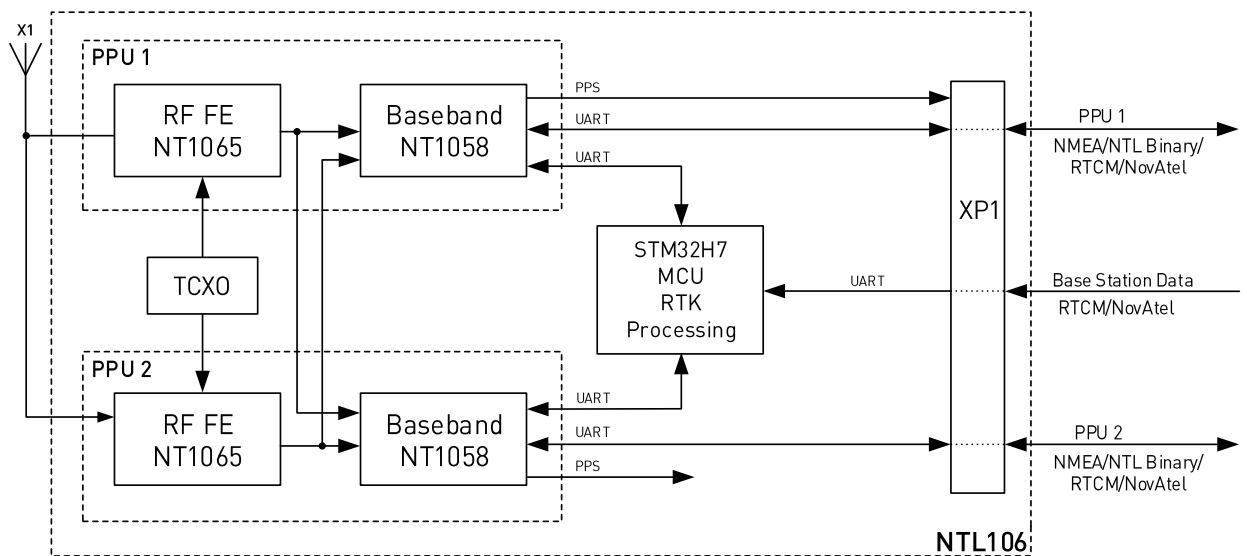 X1
PPU 1
RF FE
NT1065
Baseband
NT1058
PPS
UART
UART
PPU 1
NMEA/NTL Binary/
RTCM/NovAtel
XP1
STM32H7
MCU
RTK
Processing
TCXO
UART
Base Station Data
RTCM/NovAtel
PPU 2
RF FE
NT1065
Baseband
NT1058
UART
UART
PPS
PPU 2
NMEA/NTL Binary/
RTCM/NovAtel
NTL106